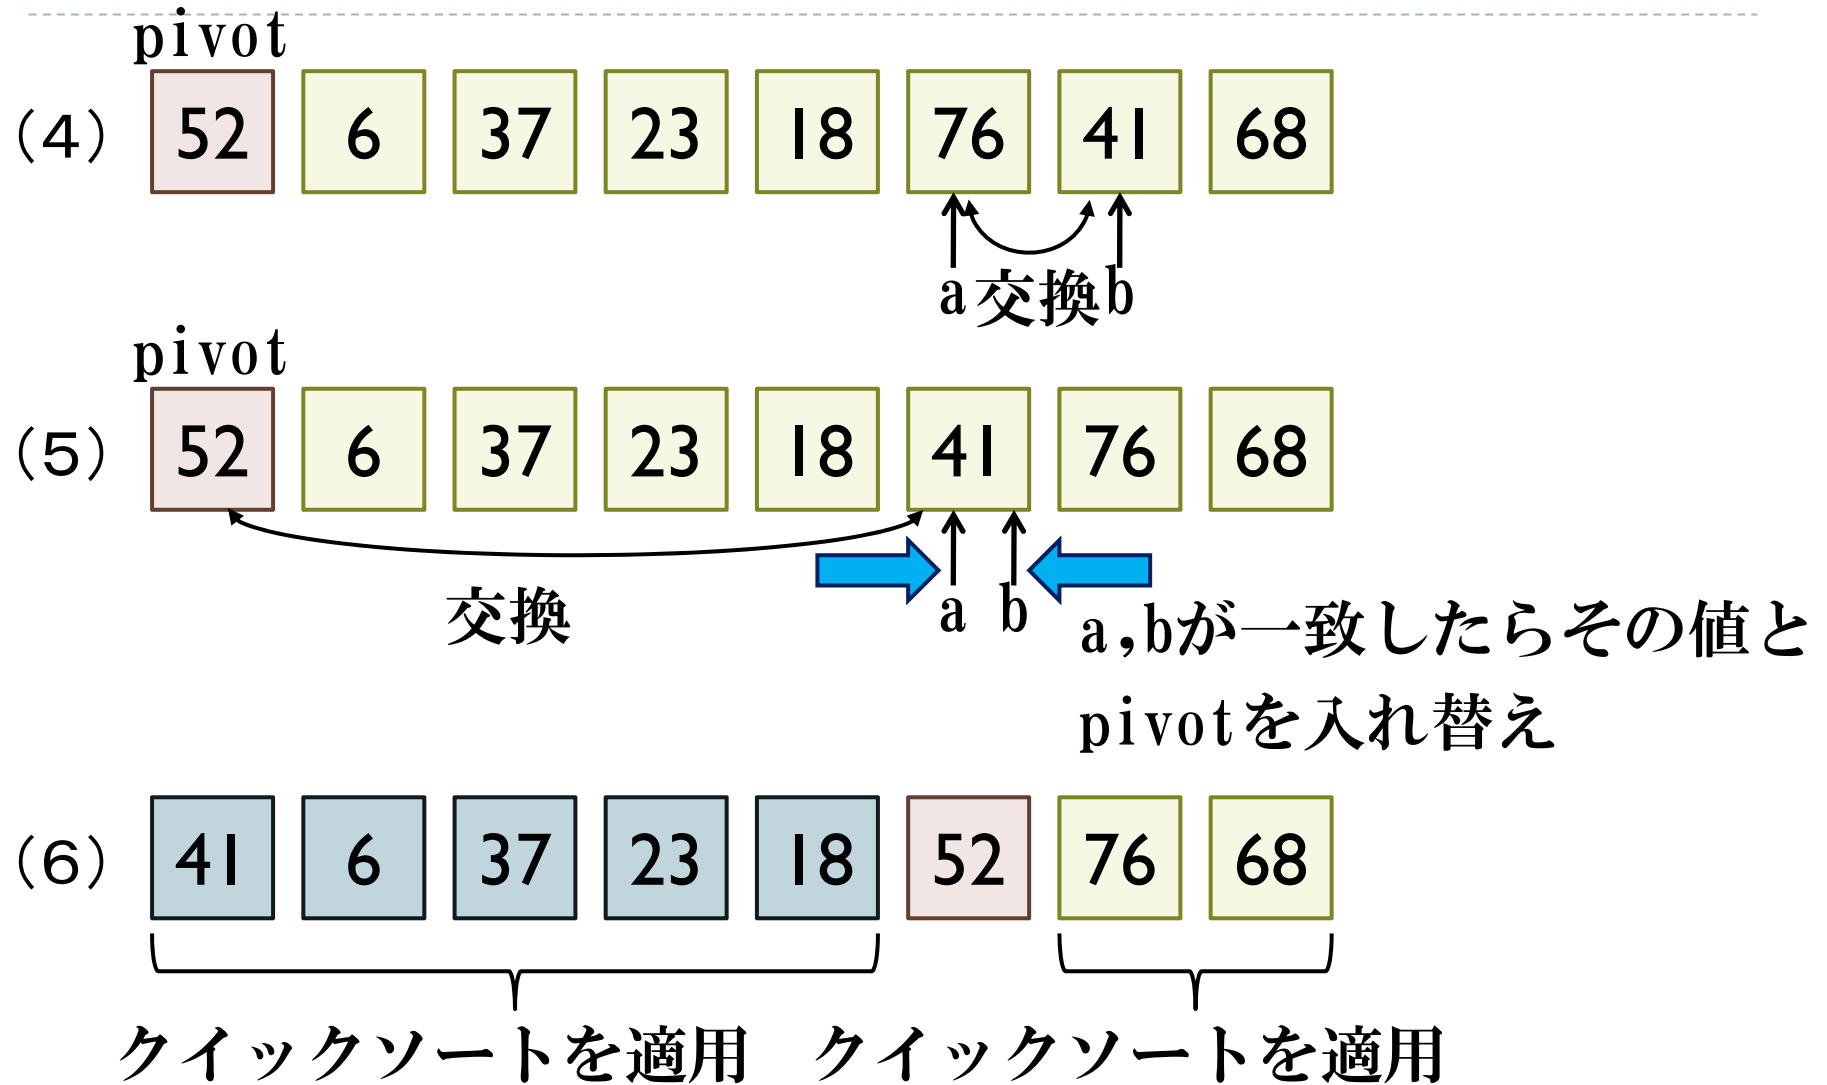 pivot
（4） 52 6 37 23 18 76 41 68
a 交換 b
pivot
（5） 52 6 37 23 18 41 76 68
交換 a b
a,bが一致したらその値と
pivotを入れ替え
（6） 41 6 37 23 18 52 76 68
クイックソートを適用 クイックソートを適用